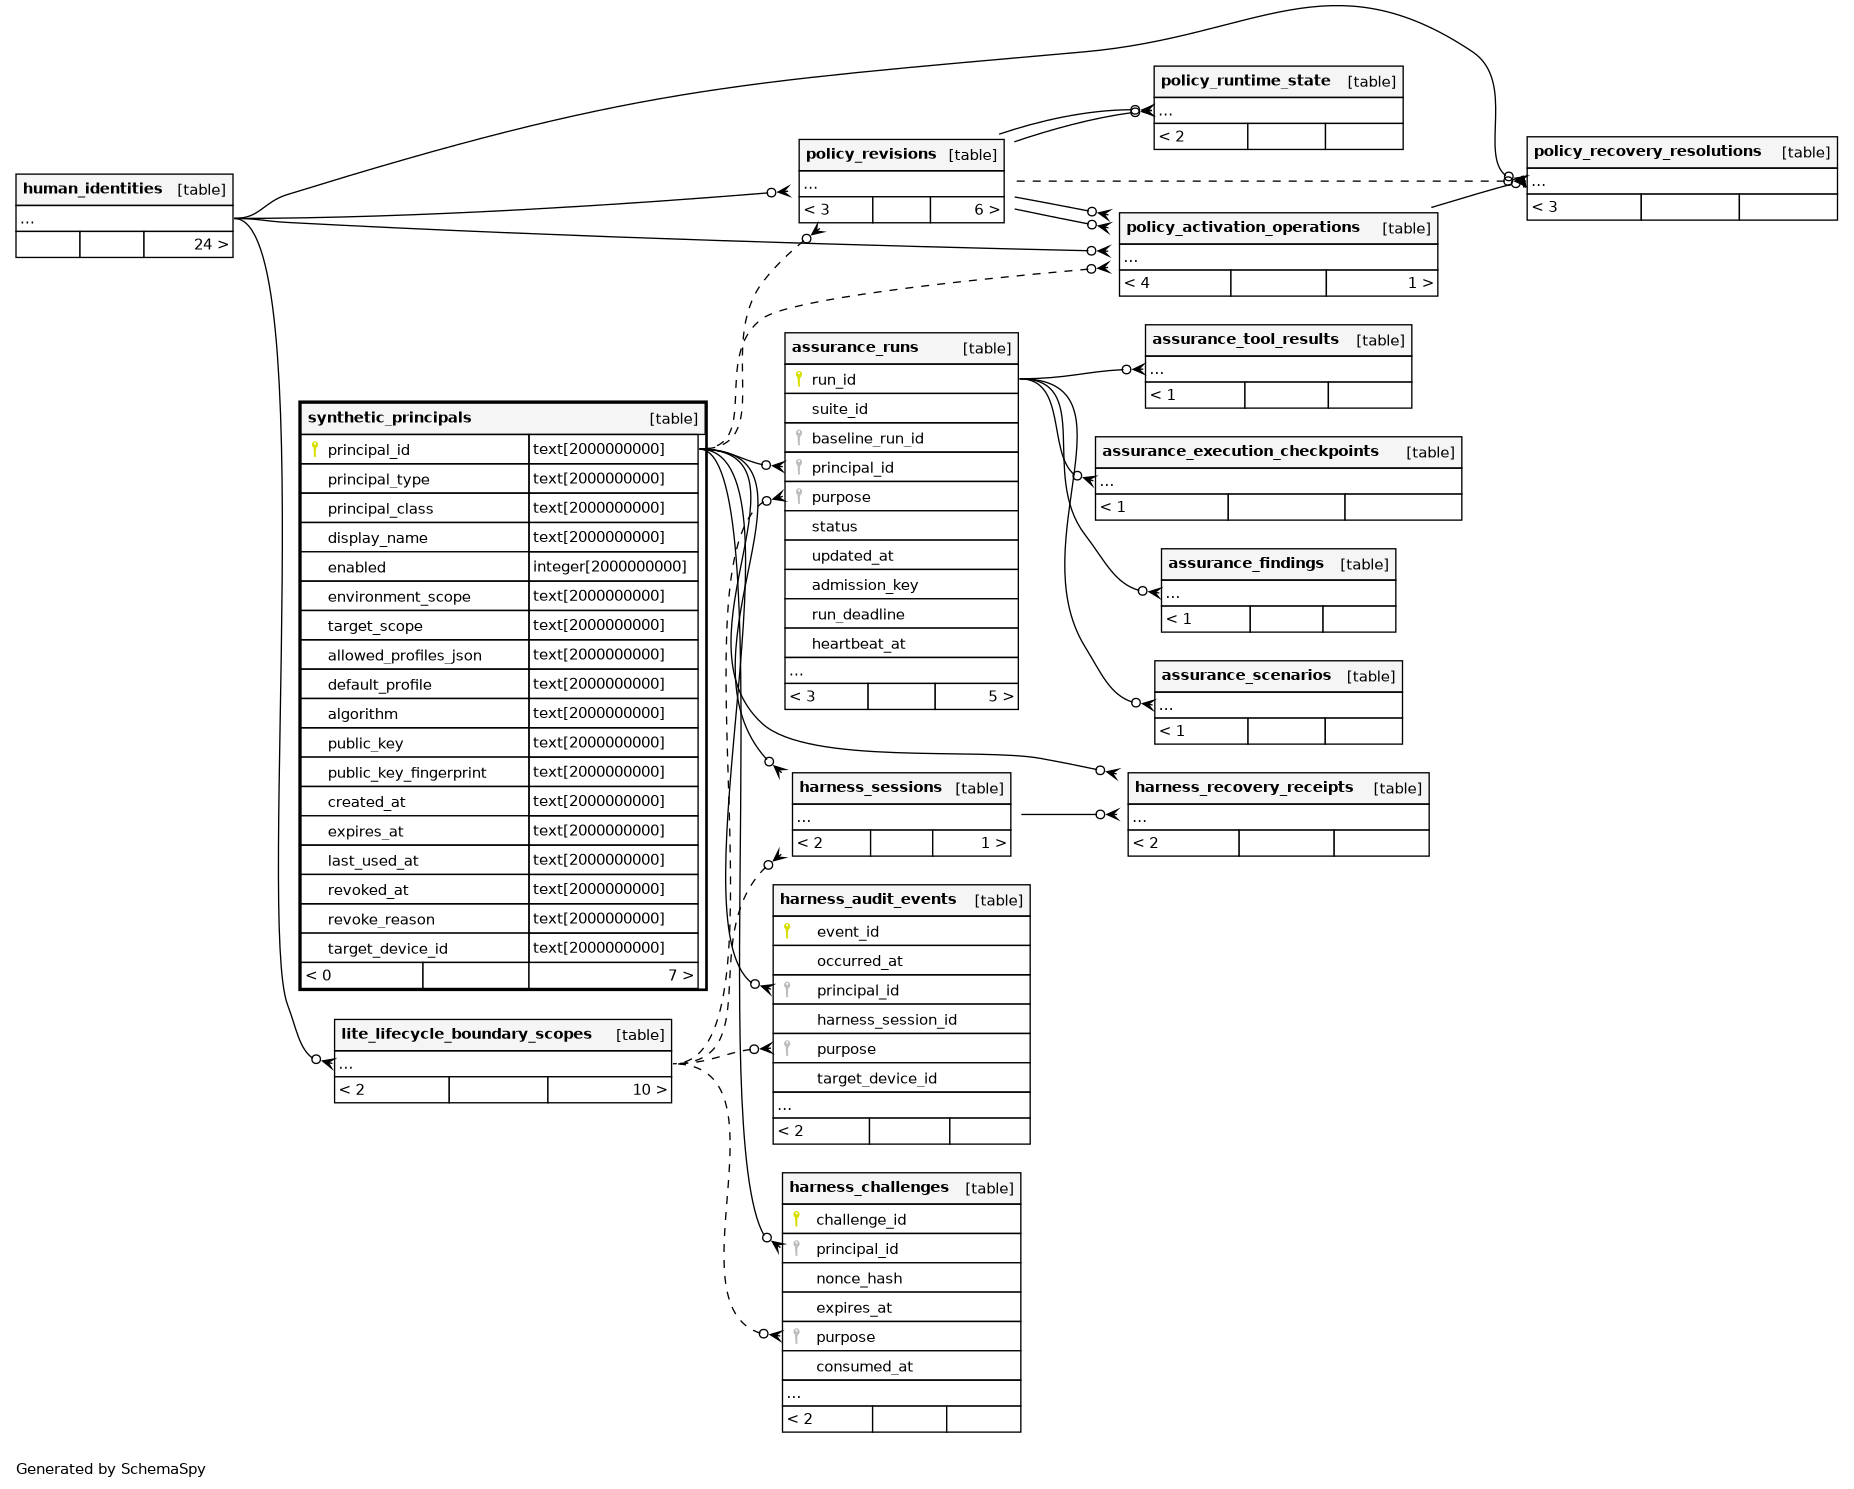 human_identities [table]
...
24 >
synthetic_principals [table]
principal_id text[2000000000]
principal_type text[2000000000]
principal_class text[2000000000]
display_name text[2000000000]
enabled integer[2000000000]
environment_scope text[2000000000]
target_scope text[2000000000]
allowed_profiles_json text[2000000000]
default_profile text[2000000000]
algorithm text[2000000000]
public_key text[2000000000]
public_key_fingerprint text[2000000000]
created_at text[2000000000]
expires_at text[2000000000]
last_used_at text[2000000000]
revoked_at text[2000000000]
revoke_reason text[2000000000]
target_device_id text[2000000000]
< 0 7 >
lite_lifecycle_boundary_scopes [table]
...
< 2 10 >
policy_revisions [table]
...
< 3 6 >
assurance_runs [table]
run_id
suite_id
baseline_run_id
principal_id
purpose
status
updated_at
admission_key
run_deadline
heartbeat_at
...
< 3 5 >
harness_sessions [table]
...
< 2 1 >
harness_audit_events [table]
event_id
occurred_at
principal_id
harness_session_id
purpose
target_device_id
...
< 2
harness_challenges [table]
challenge_id
principal_id
nonce_hash
expires_at
purpose
consumed_at
...
< 2
policy_runtime_state [table]
...
< 2
policy_activation_operations [table]
...
< 4 1 >
assurance_tool_results [table]
...
< 1
assurance_execution_checkpoints [table]
...
< 1
assurance_findings [table]
...
< 1
assurance_scenarios [table]
...
< 1
harness_recovery_receipts [table]
...
< 2
policy_recovery_resolutions [table]
...
< 3
Generated by SchemaSpy